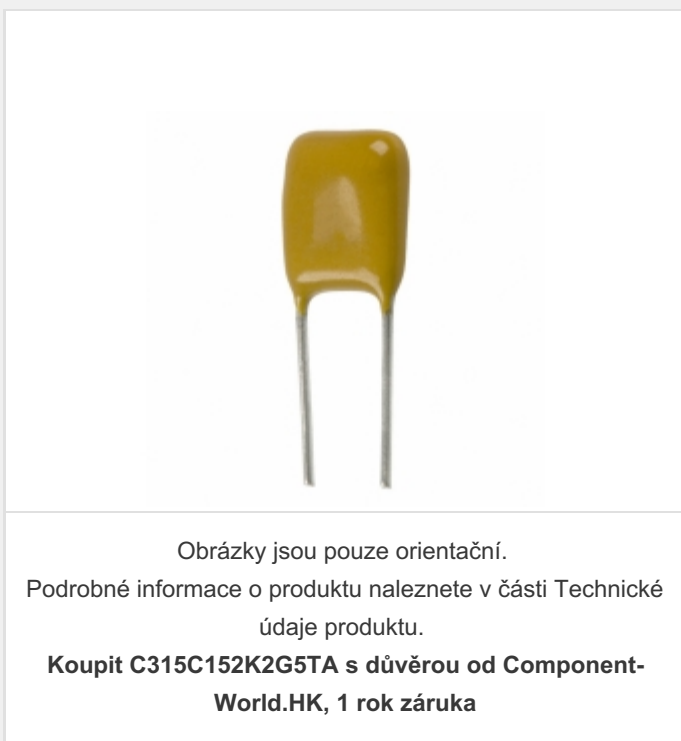 Obrázky jsou pouze orientační.
Podrobné informace o produktu naleznete v části Technické
údaje produktu.
Koupit C315C152K2G5TA s důvěrou od Component-
World.HK, 1 rok záruka